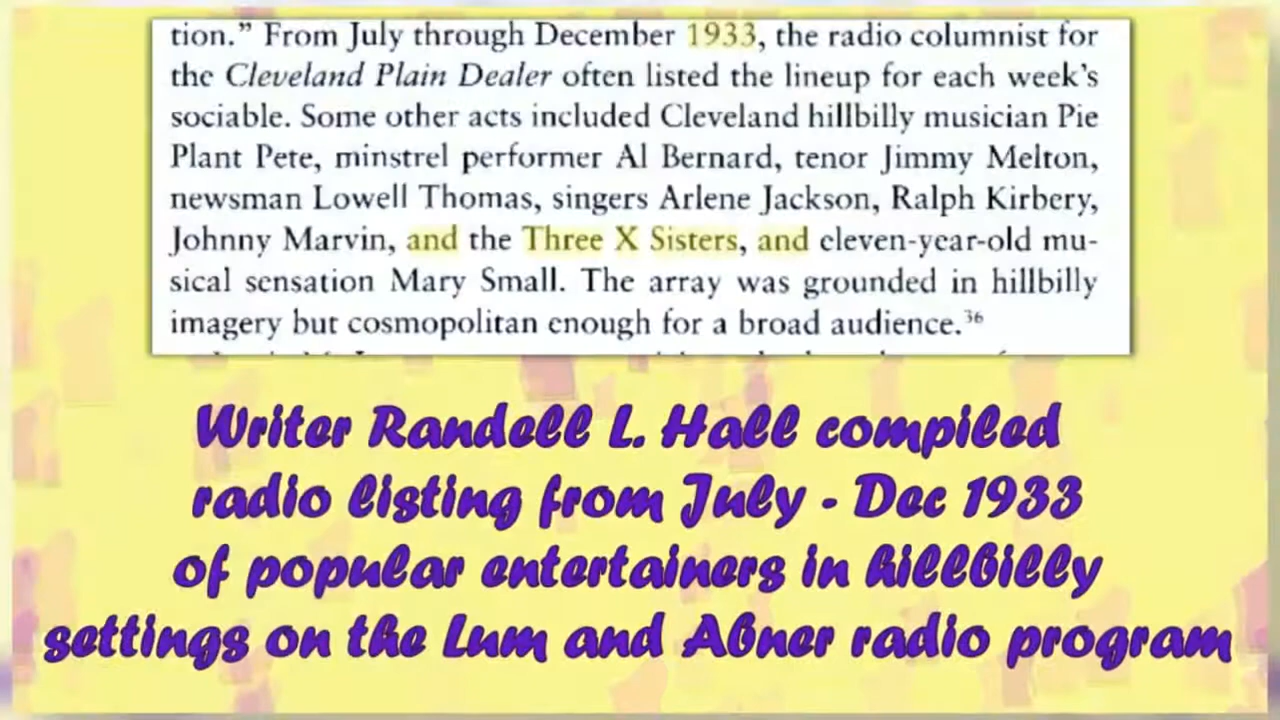 tion.” From July through December 1933, the radio columnist for
the Cleveland Plain Dealer often listed the lineup for each week’s
sociable. Some other acts included Cleveland hillbilly musician Pie
Plant Pete, minstrel performer Al Bernard, tenor Jimmy Melton,
newsman Lowell Thomas, singers Arlene Jackson, Ralph Kirbery,
Johnny Marvin, and the Three X Sisters, and eleven-year-old mu-
sical sensation Mary Small. The array was grounded in hillbilly
imagery but cosmopolitan enough for a broad audience.³⁶
Writer Randell L. Hall compiled
radio listing from July - Dec 1933
of popular entertainers in hillbilly
settings on the Lum and Abner radio program